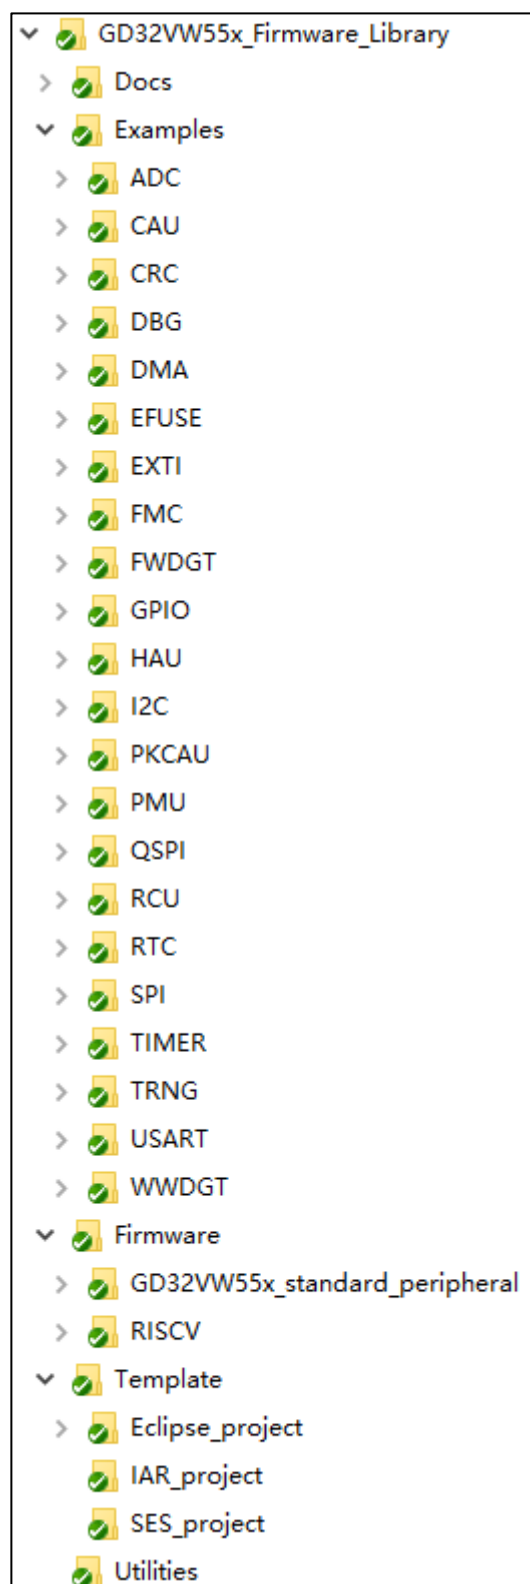 GD32VW55x_Firmware_Library
Docs
Examples
ADC
CAU
CRC
DBG
DMA
EFUSE
EXTI
FMC
FWDGT
GPIO
HAU
I2C
PKCAU
PMU
QSPI
RCU
RTC
SPI
TIMER
TRNG
USART
WWDGT
Firmware
GD32VW55x_standard_peripheral
RISCV
Template
Eclipse_project
IAR_project
SES_project
Utilities